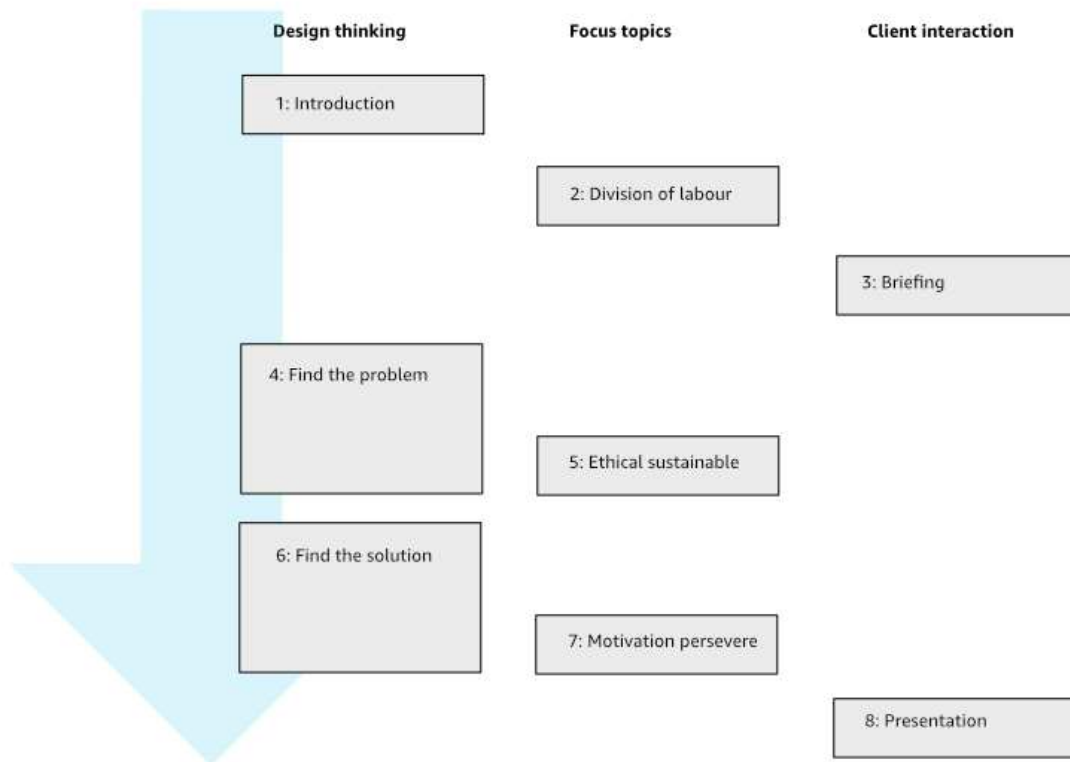 Design thinking
Focus topics
Client interaction
1: Introduction
2: Division of labour
3: Briefing
4: Find the problem
5: Ethical sustainable
6: Find the solution
7: Motivation persevere
8: Presentation